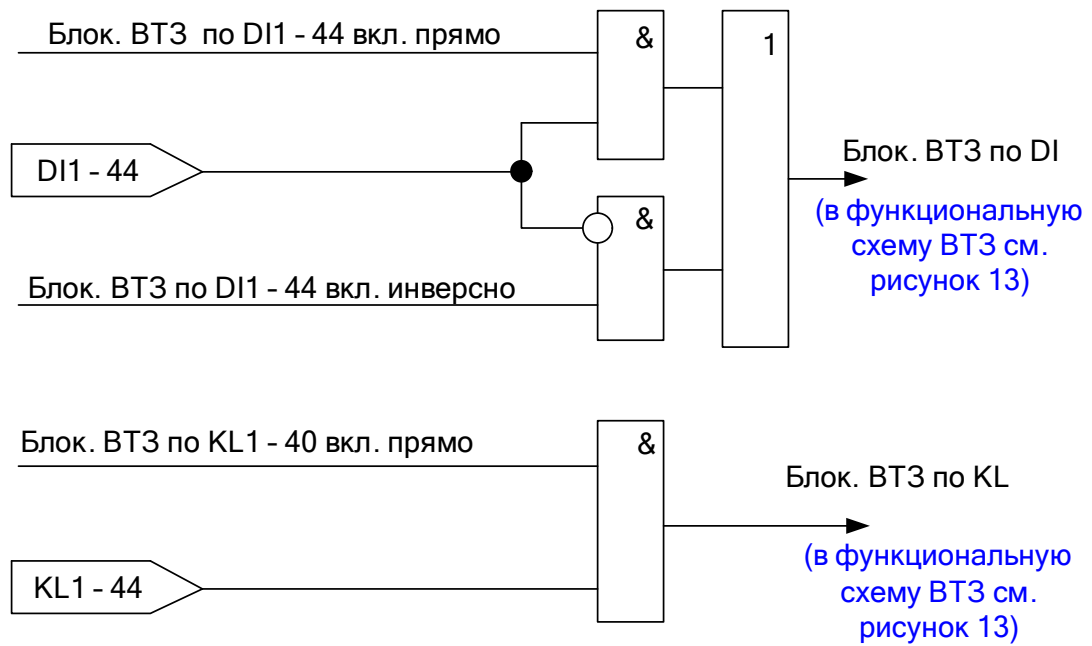 Блок. ВТЗ по DI1 - 44 вкл. прямо
&
1
DI1 - 44
Блок. ВТЗ по DI
(в функциональную
схему ВТЗ см.
рисунок 13)
&
Блок. ВТЗ по DI1 - 44 вкл. инверсно
Блок. ВТЗ по KL1 - 40 вкл. прямо
&
Блок. ВТЗ по KL
(в функциональную
схему ВТЗ см.
рисунок 13)
KL1 - 44